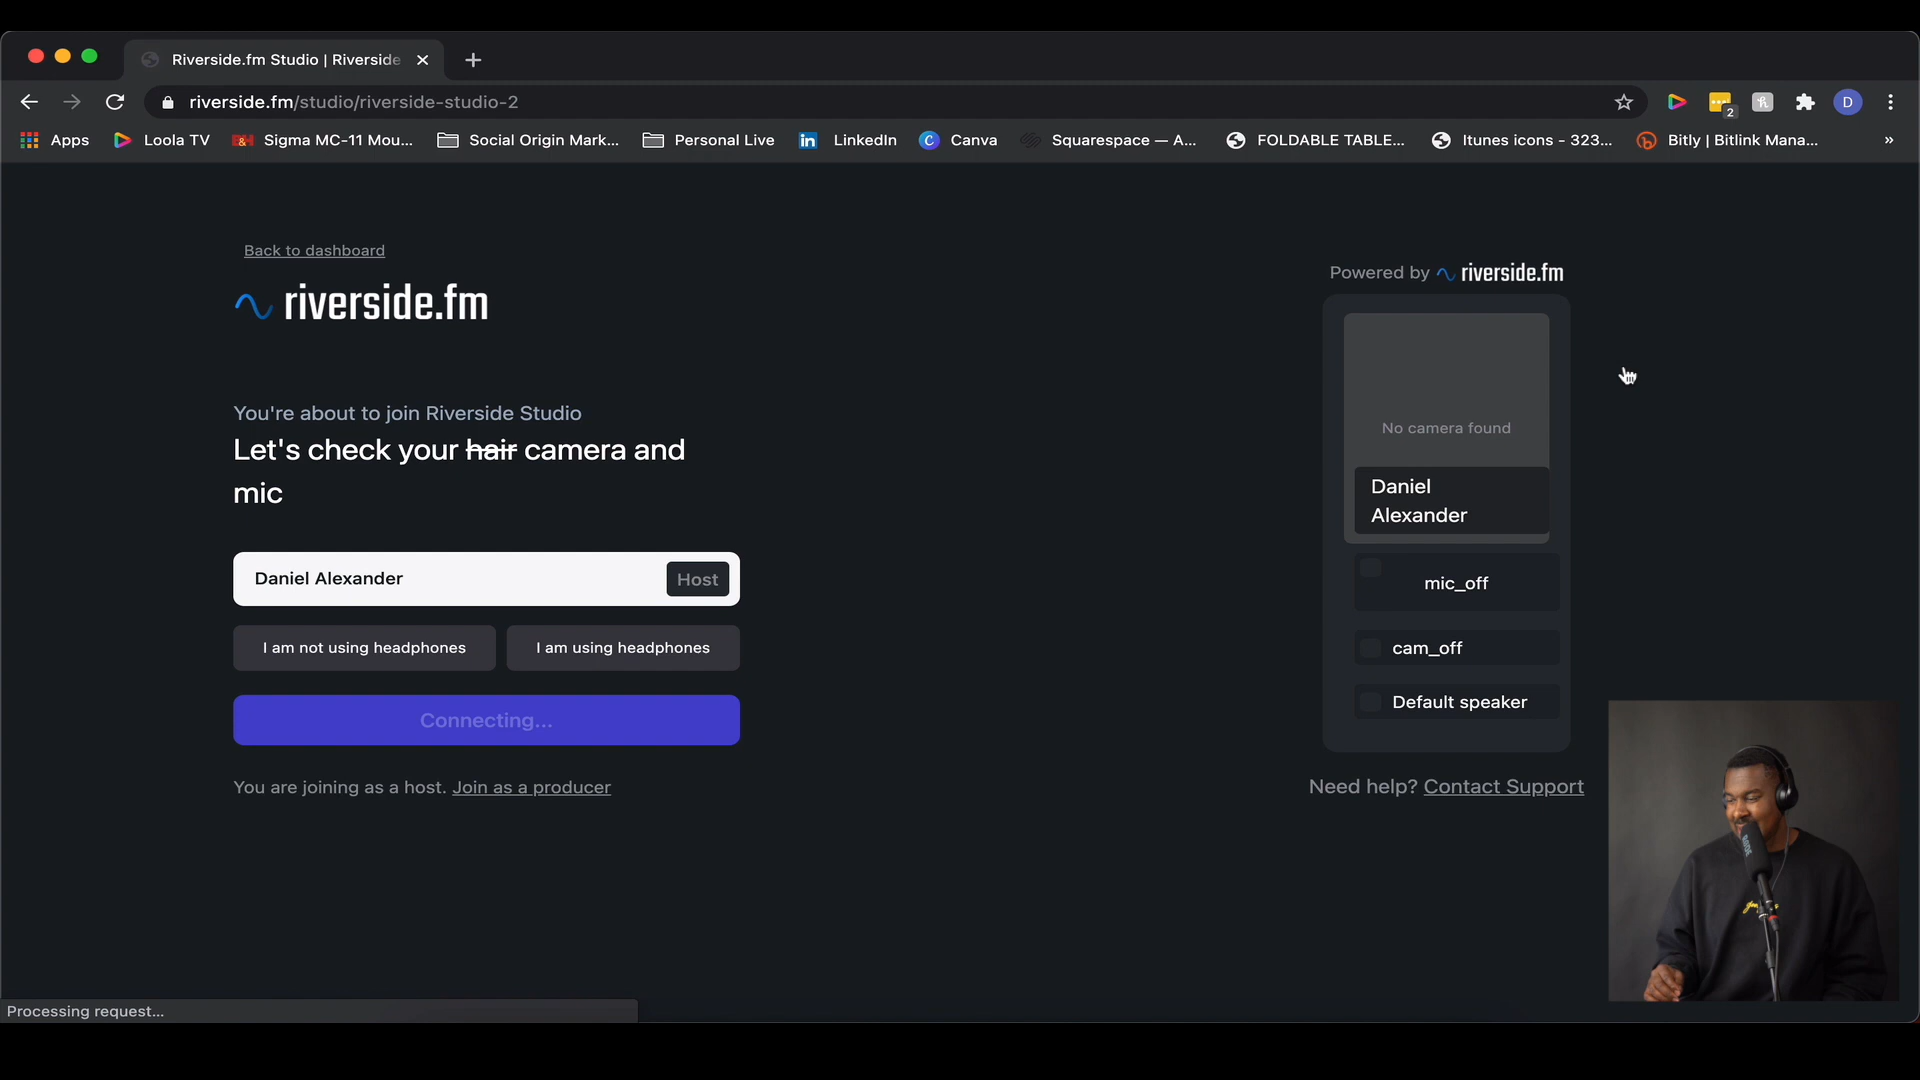 Riverside.fm Studio | Riverside
riverside.fm/studio/riverside-studio-2
2
D
Apps
Loola TV
Sigma MC-11 Mou...
Social Origin Mark...
Personal Live
LinkedIn
Canva
Squarespace — A...
FOLDABLE TABLE...
Itunes icons - 323...
Bitly | Bitlink Mana...
»
Back to dashboard
riverside.fm
You're about to join Riverside Studio
Let's check your hair camera and
mic
Daniel Alexander
Host
I am not using headphones
I am using headphones
Connecting...
You are joining as a host. Join as a producer
Powered by riverside.fm
No camera found
Daniel
Alexander
mic_off
cam_off
Default speaker
Need help? Contact Support
RODE
Processing request...